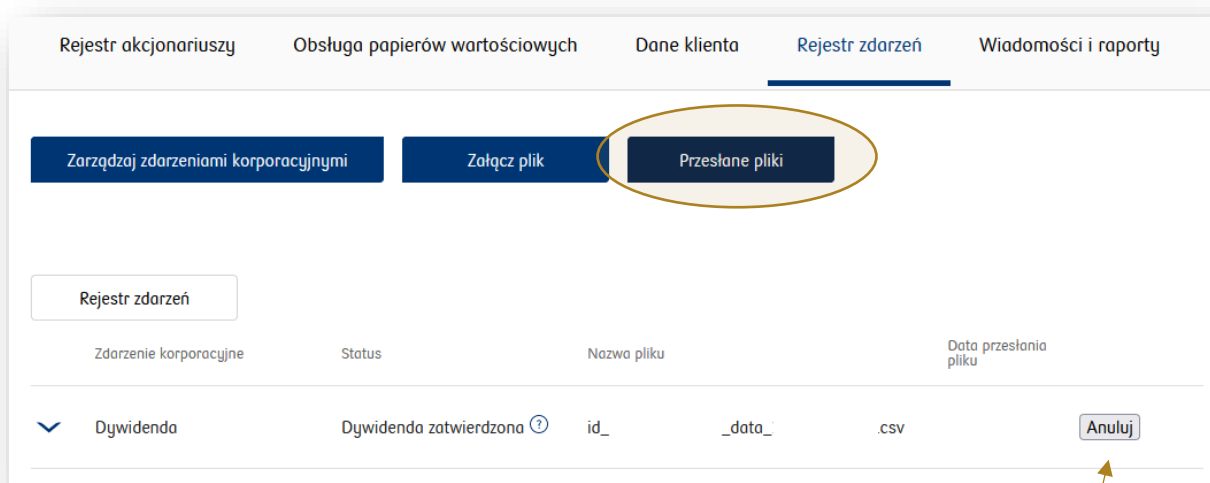 Rejestr akcjonariuszy Obsługa papierów wartościowych Dane klienta Rejestr zdarzeń Wiadomości i raporty
Zarządzaj zdarzeniami korporacyjnymi Załącz plik Przesłane pliki
Rejestr zdarzeń
Zdarzenie korporacyjne Status Nazwa pliku Data przesłania
pliku
Dywidenda Dywidenda zatwierdzona ? id_ _data_ .csv Anuluj